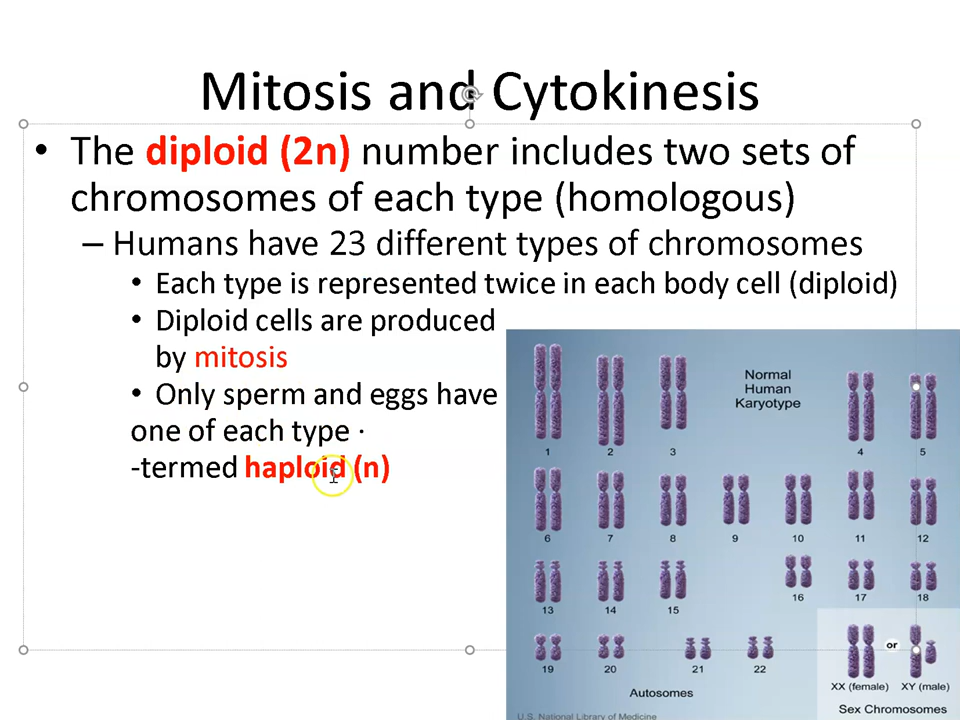 Mitosis and Cytokinesis
• The diploid (2n) number includes two sets of
chromosomes of each type (homologous)
– Humans have 23 different types of chromosomes
• Each type is represented twice in each body cell (diploid)
• Diploid cells are produced
by mitosis
• Only sperm and eggs have
one of each type ·
-termed haploid (n)
Normal
Human
Karyotype
1 2 3 4 5
6 7 8 9 10 11 12
13 14 15 16 17 18
19 20 21 22
or
XX (female) XY (male)
Autosomes
Sex Chromosomes
U.S. National Library of Medicine